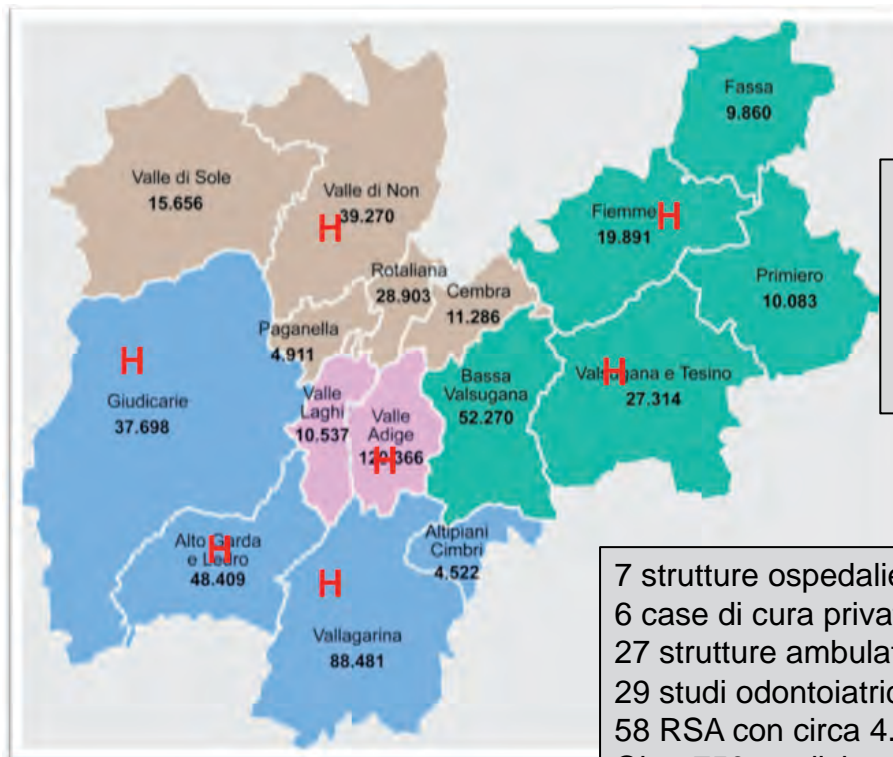 Fassa
9.860
Valle di Sole
15.656
Valle di Non
39.270
H
Fiemme H
19.891
Rotaliana
28.903
Cembra
11.286
Primiero
10.083
Paganella
4.911
H
Giudicarie
37.698
Valle
Laghi
10.537
Valle
Adige
H
Bassa
Valsugana
52.270
H
Valsugana e Tesino
27.314
Alto Garda
e Ledro
H
48.409
Altipiani
Cimbri
4.522
H
Vallagarina
88.481
7 strutture ospedalie
6 case di cura priva
27 strutture ambula
29 studi odontoiatric
58 RSA con circa 4.